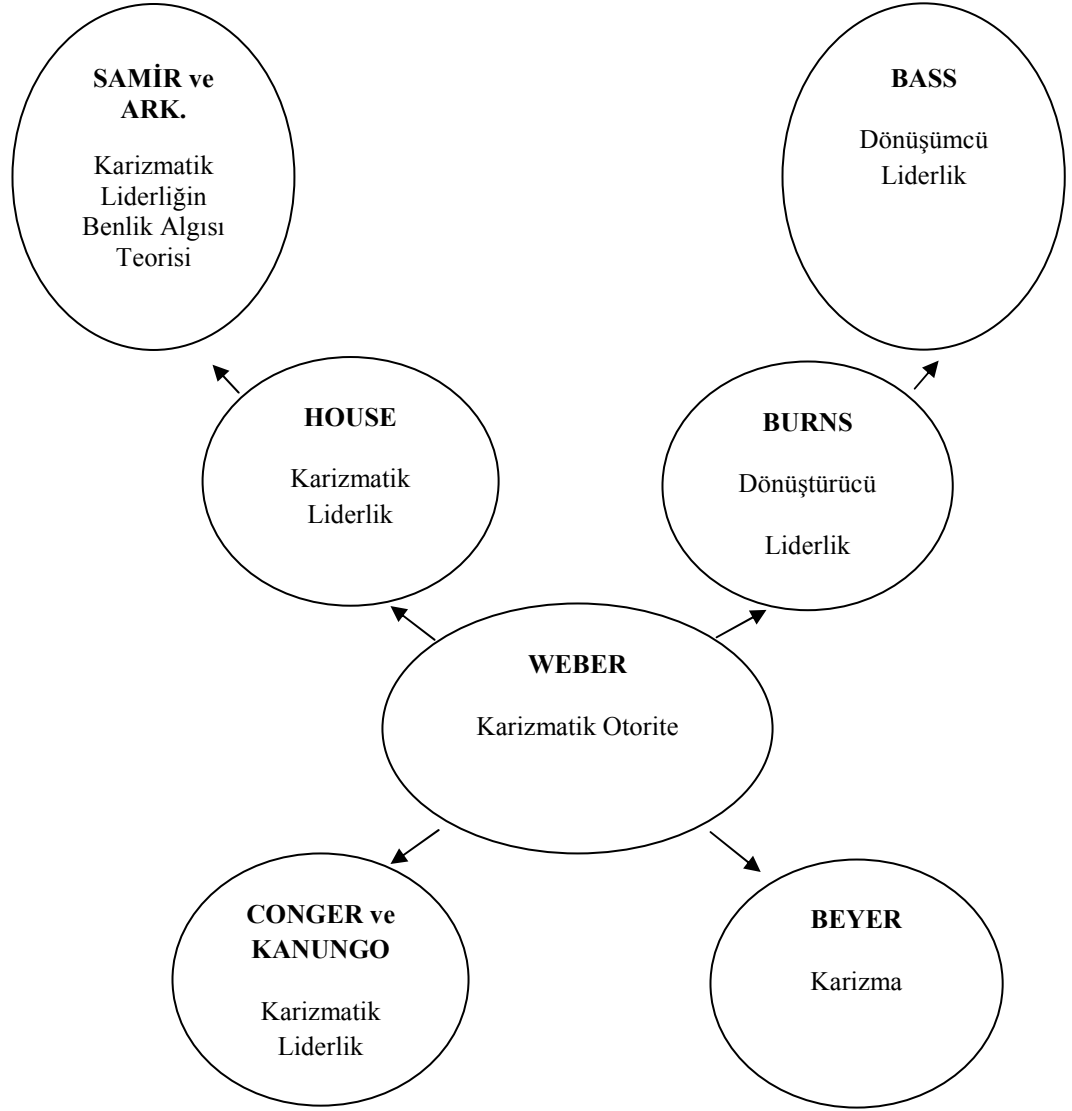 SAMİR ve
ARK.
Karizmatik
Liderliğin
Benlik Algısı
Teorisi
BASS
Dönüşümcü
Liderlik
HOUSE
Karizmatik
Liderlik
BURNS
Dönüştürücü
Liderlik
WEBER
Karizmatik Otorite
CONGER ve
KANUNGO
Karizmatik
Liderlik
BEYER
Karizma